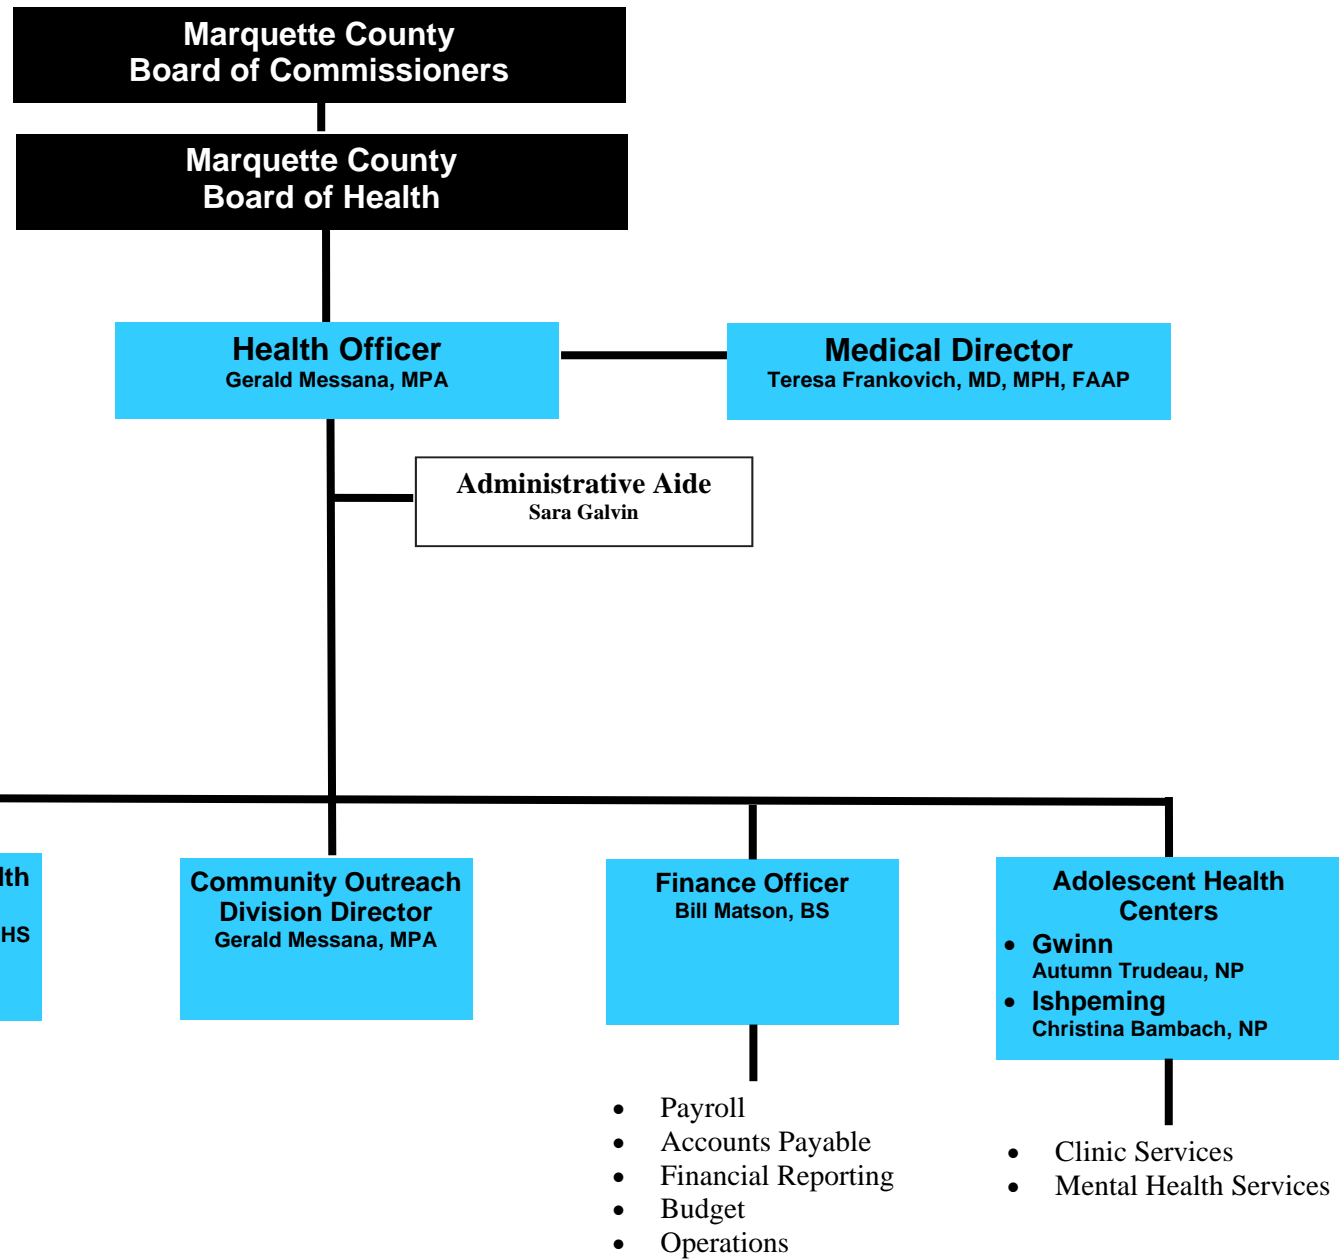 Marquette County
Board of Commissioners
Marquette County
Board of Health
Health Officer
Gerald Messana, MPA
Medical Director
Teresa Frankovich, MD, MPH, FAAP
Administrative Aide
Sara Galvin
lth
HS
Community Outreach
Division Director
Gerald Messana, MPA
Finance Officer
Bill Matson, BS
Adolescent Health
Centers
• Gwinn
Autumn Trudeau, NP
• Ishpeming
Christina Bambach, NP
• Payroll
• Accounts Payable
• Financial Reporting
• Budget
• Operations
• Clinic Services
• Mental Health Services